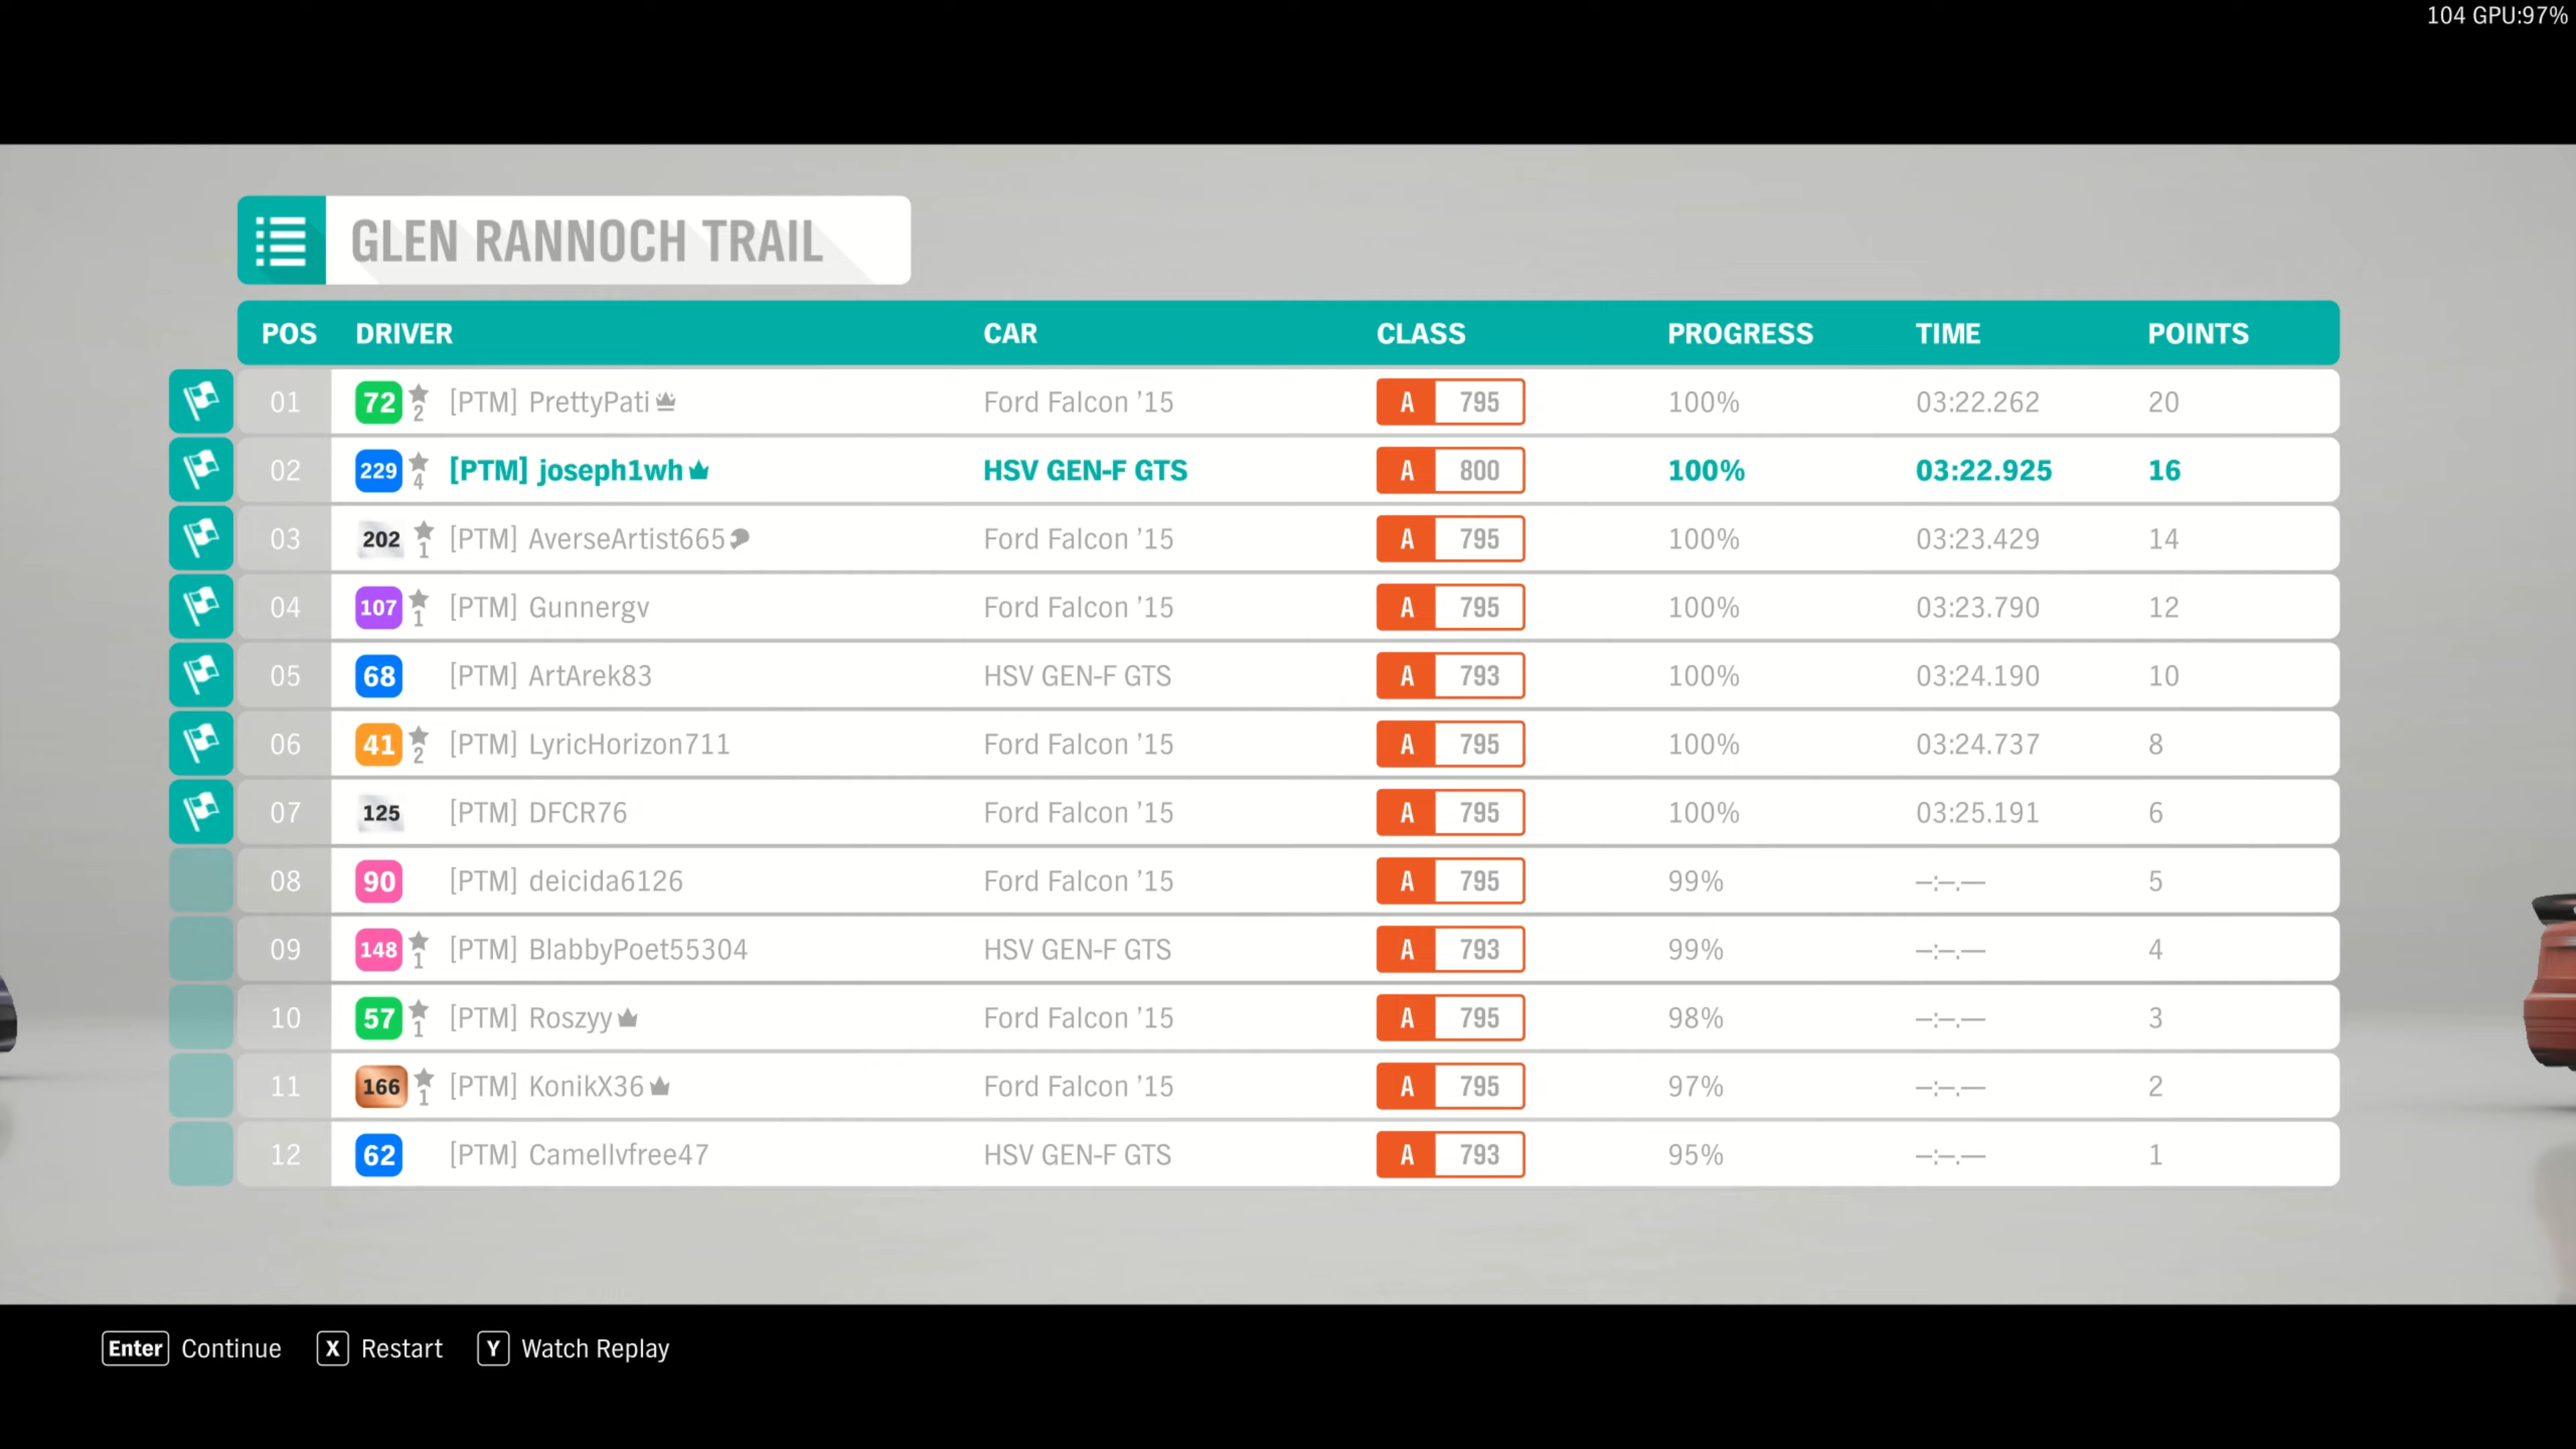 104 GPU:97%
GLEN RANNOCH TRAIL
POS DRIVER CAR CLASS PROGRESS TIME POINTS
01 72 2 [PTM] PrettyPati Ford Falcon '15 A 795 100% 03:22.262 20
02 229 4 [PTM] joseph1wh HSV GEN-F GTS A 800 100% 03:22.925 16
03 202 1 [PTM] AverseArtist665 Ford Falcon '15 A 795 100% 03:23.429 14
04 107 1 [PTM] Gunnergv Ford Falcon '15 A 795 100% 03:23.790 12
05 68 [PTM] ArtArek83 HSV GEN-F GTS A 793 100% 03:24.190 10
06 41 2 [PTM] LyricHorizon711 Ford Falcon '15 A 795 100% 03:24.737 8
07 125 [PTM] DFCR76 Ford Falcon '15 A 795 100% 03:25.191 6
08 90 [PTM] deicida6126 Ford Falcon '15 A 795 99% –:–.–– 5
09 148 1 [PTM] BlabbyPoet55304 HSV GEN-F GTS A 793 99% –:–.–– 4
10 57 1 [PTM] Roszyy Ford Falcon '15 A 795 98% –:–.–– 3
11 166 1 [PTM] KonikX36 Ford Falcon '15 A 795 97% –:–.–– 2
12 62 [PTM] Camellvfree47 HSV GEN-F GTS A 793 95% –:–.–– 1
Enter Continue X Restart Y Watch Replay